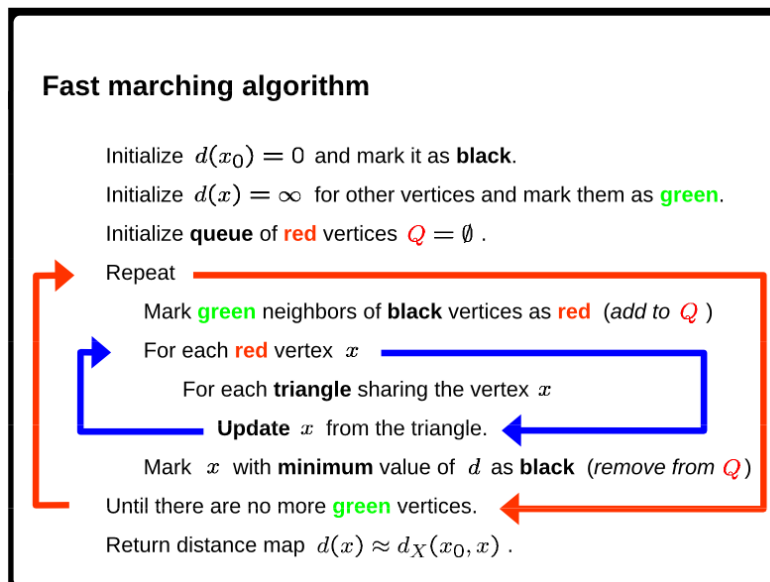 Fast marching algorithm
Initialize d(x₀) = 0 and mark it as black.
Initialize d(x) = ∞ for other vertices and mark them as green.
Initialize queue of red vertices Q = ∅ .
Repeat
Mark green neighbors of black vertices as red (add to Q )
For each red vertex x
For each triangle sharing the vertex x
Update x from the triangle.
Mark x with minimum value of d as black (remove from Q)
Until there are no more green vertices.
Return distance map d(x) ≈ d_X(x₀, x) .